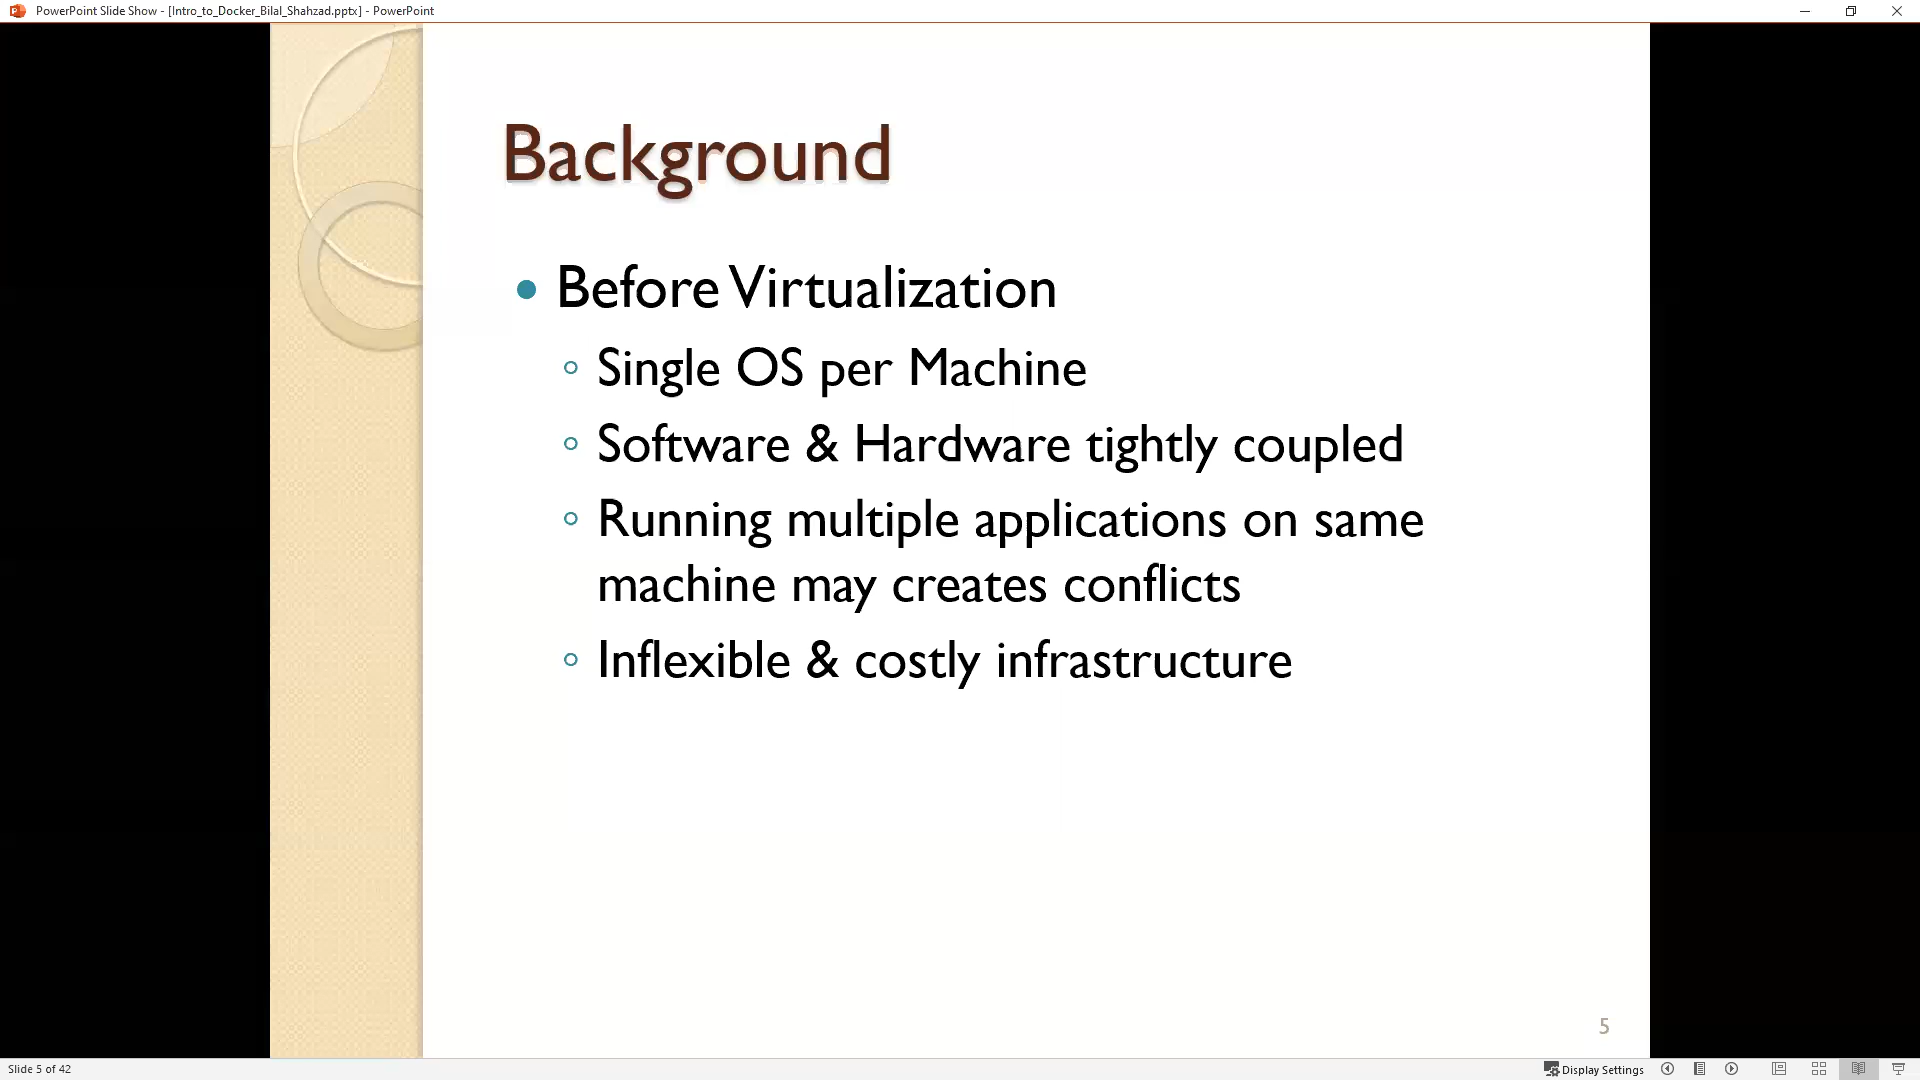 PowerPoint Slide Show - [Intro_to_Docker_Bilal_Shahzad.pptx] - PowerPoint
Background
Before Virtualization
Single OS per Machine
Software & Hardware tightly coupled
Running multiple applications on same
machine may creates conflicts
Inflexible & costly infrastructure
5
Slide 5 of 42
Display Settings